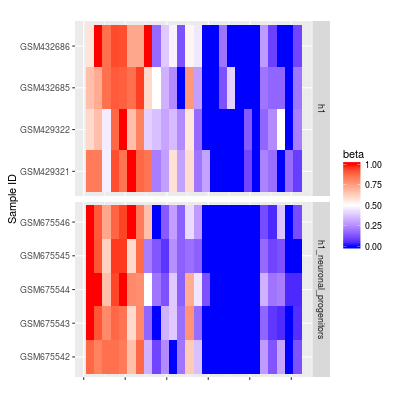 GSM432686
GSM432685
GSM429322
GSM429321
h1
GSM675546
GSM675545
GSM675544
GSM675543
GSM675542
h1_neuronal_progenitors
Sample ID
beta
1.00
0.75
0.50
0.25
0.00